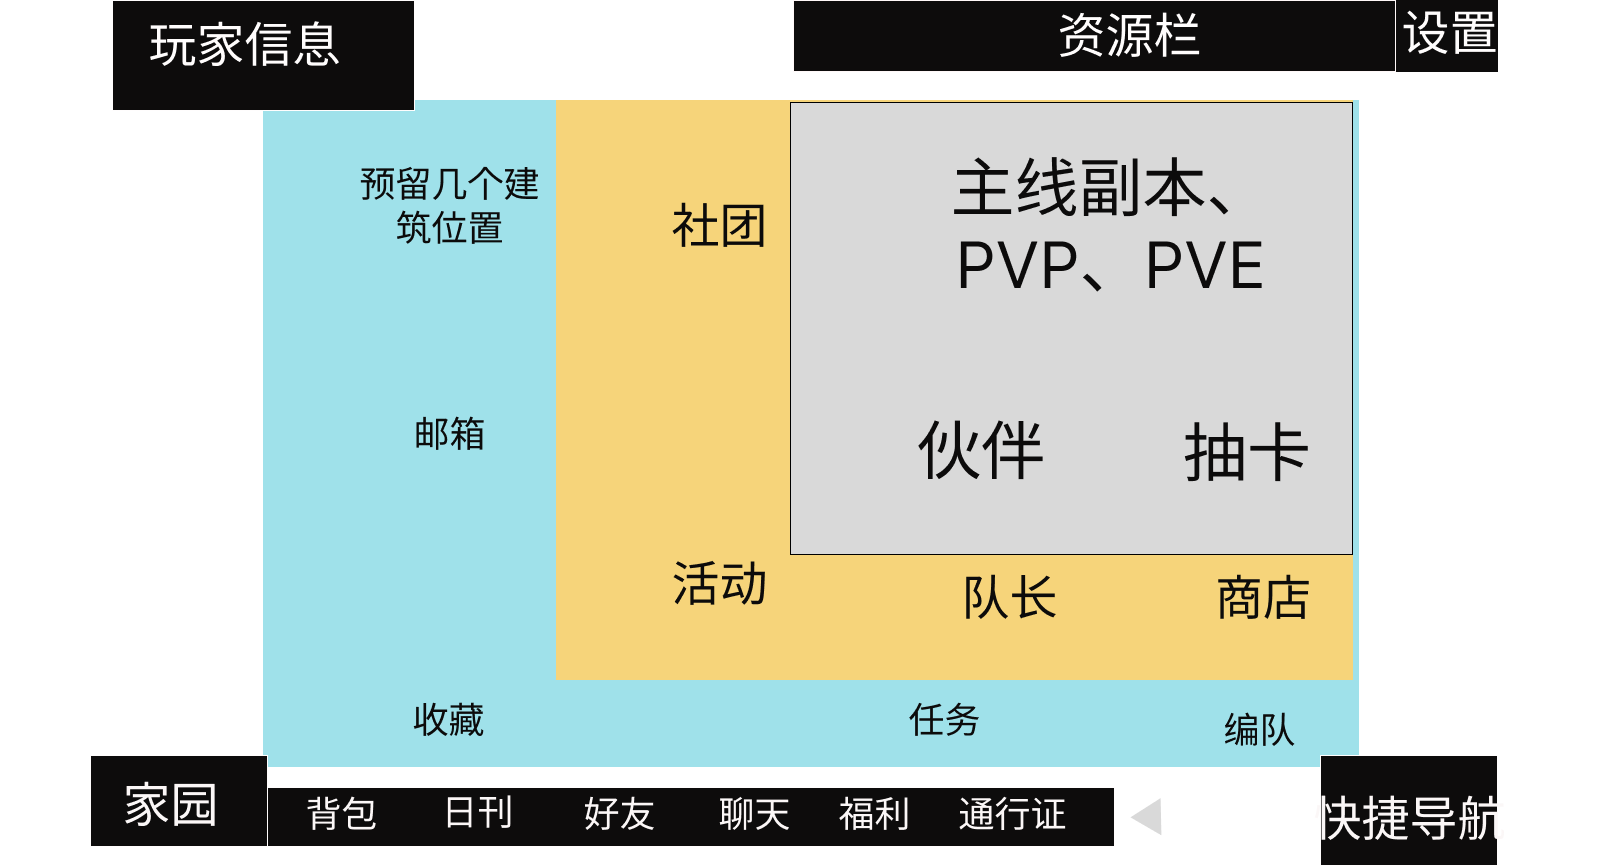 玩家信息
资源栏
设置
预留几个建
筑位置
社团
主线副本、
PVP、PVE
邮箱
伙伴
抽卡
活动
队长
商店
收藏
任务
编队
家园
背包
日刊
好友
聊天
福利
通行证
快捷导航